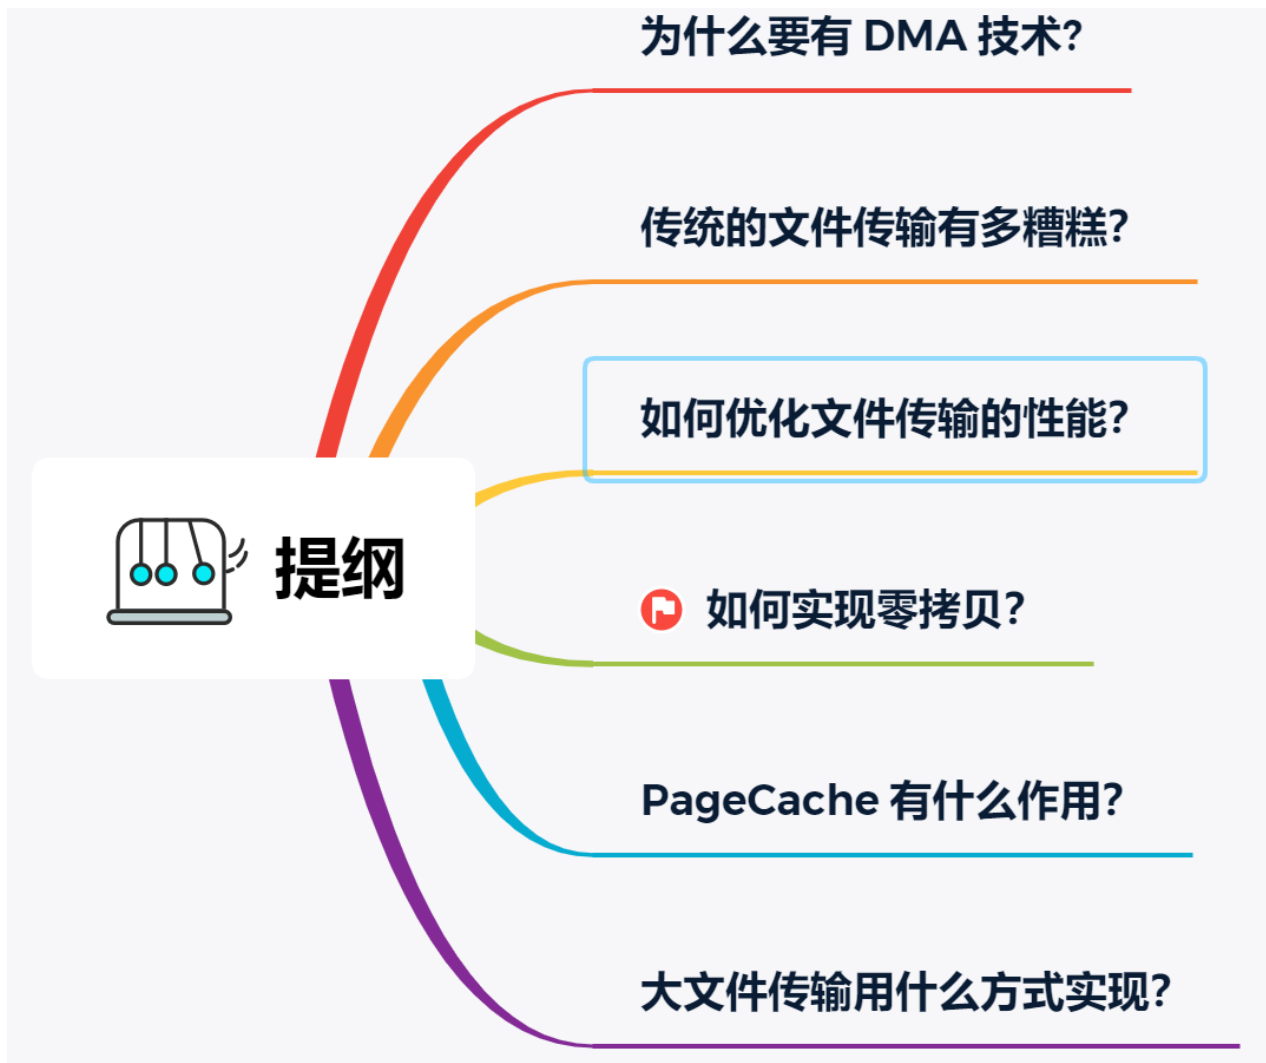 为什么要有 DMA 技术？
传统的文件传输有多糟糕？
如何优化文件传输的性能？
提纲
如何实现零拷贝？
PageCache 有什么作用？
大文件传输用什么方式实现？